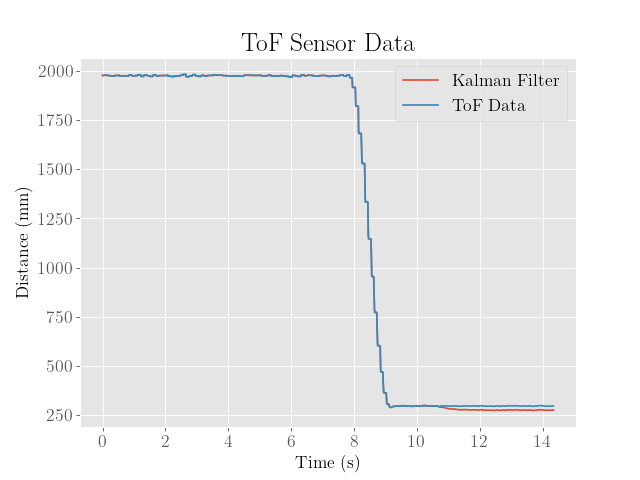 ToF Sensor Data
Kalman Filter
ToF Data
2000
1750
1500
1250
1000
750
500
250
Distance (mm)
0 2 4 6 8 10 12 14
Time (s)